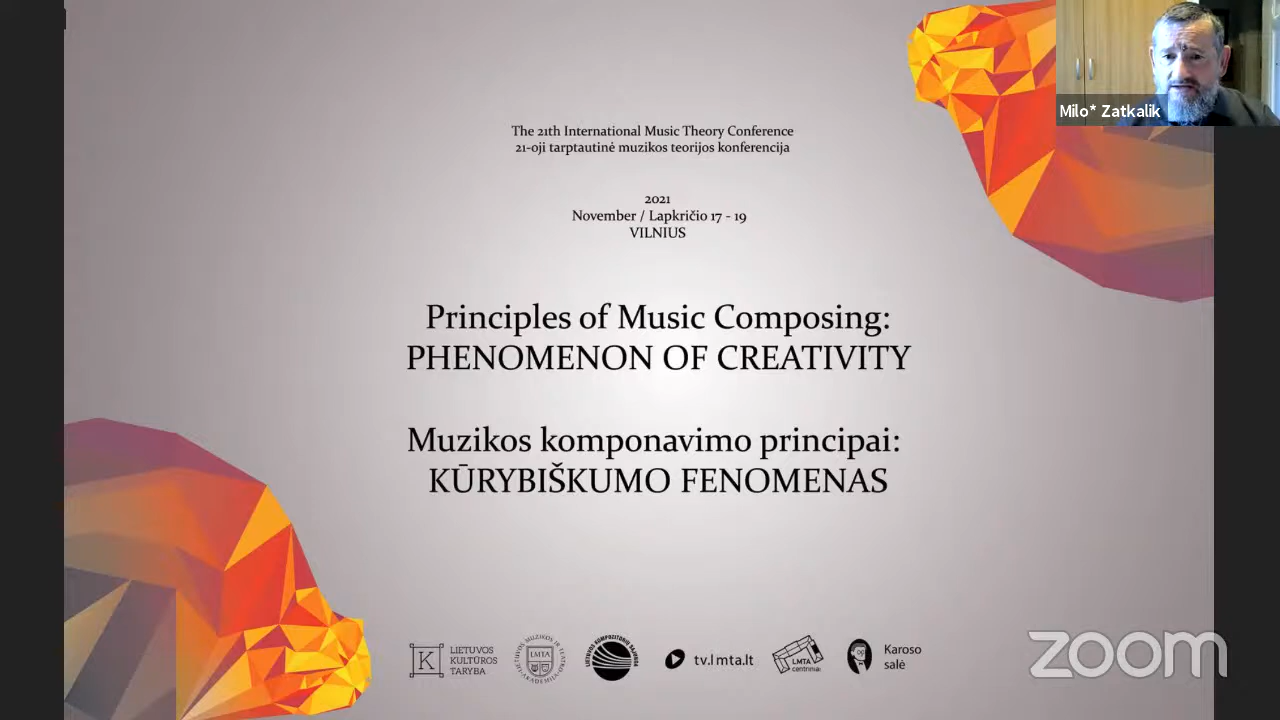 Milo* Zatkalik
The 21th International Music Theory Conference
21-oji tarptautinė muzikos teorijos konferencija
2021
November / Lapkričio 17 - 19
VILNIUS
Principles of Music Composing:
PHENOMENON OF CREATIVITY
Muzikos komponavimo principai:
KŪRYBIŠKUMO FENOMENAS
K
LIETUVOS
KULTŪROS
TARYBA
LMTA
tv.lmta.lt
LMTA
centriniai
Karoso
salė
zoom